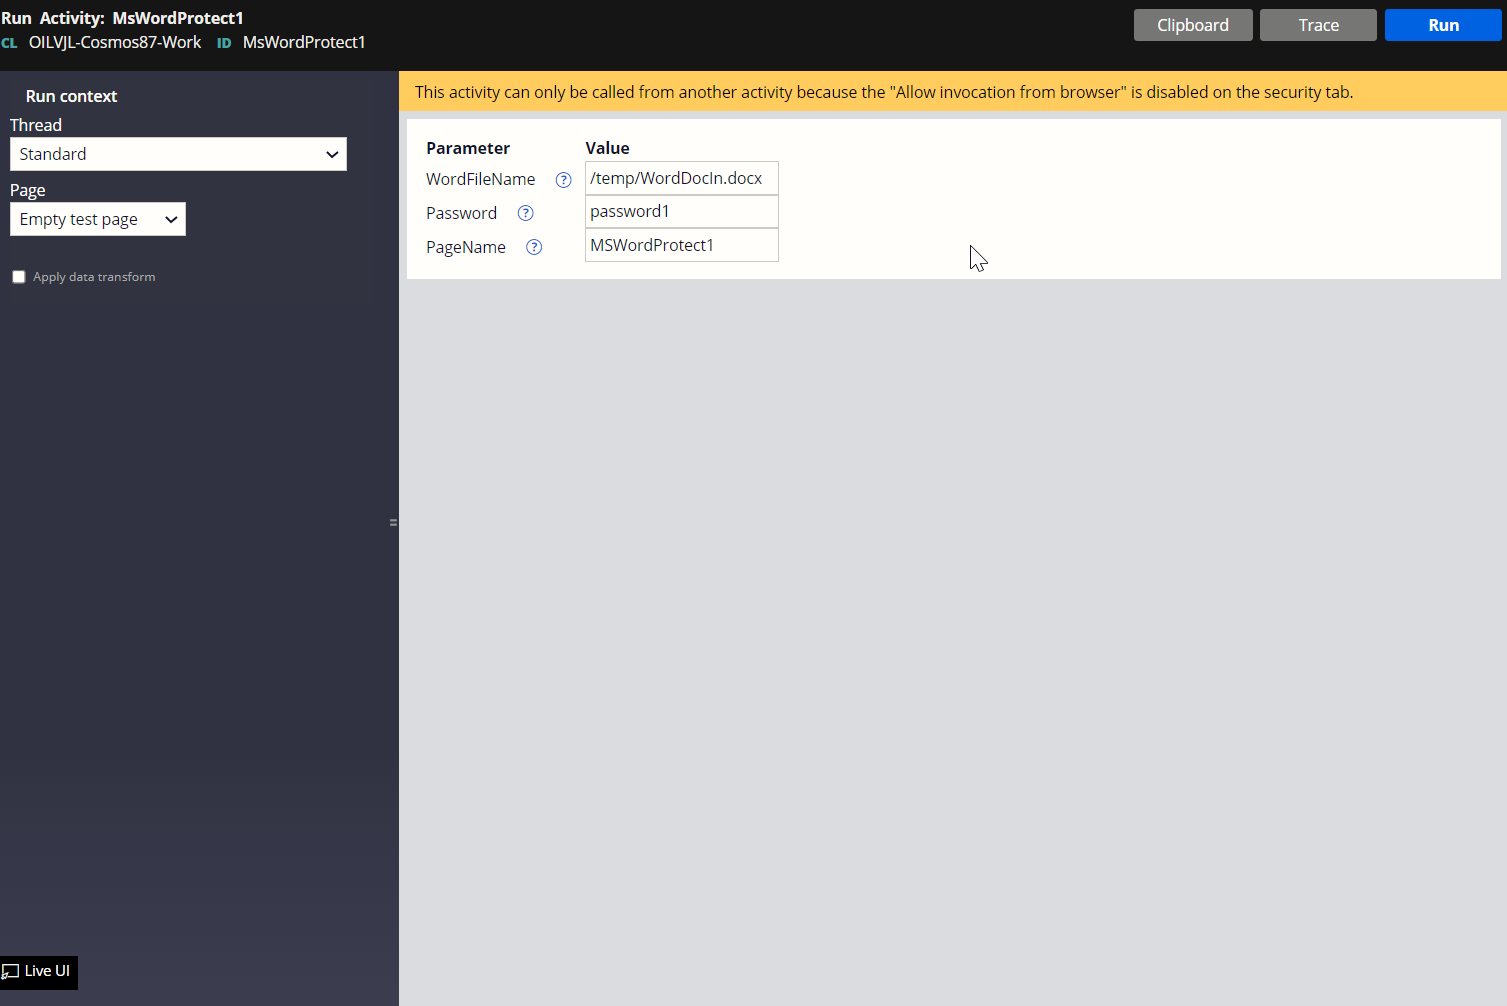 Run Activity: MsWordProtect1
CL OILVJL-Cosmos87-Work ID MsWordProtect1
Clipboard
Trace
Run
Run context
Thread
Standard
Page
Empty test page
Apply data transform
Live UI
This activity can only be called from another activity because the "Allow invocation from browser" is disabled on the security tab.
Parameter Value
WordFileName ? /temp/WordDocIn.docx
Password ? password1
PageName ? MSWordProtect1